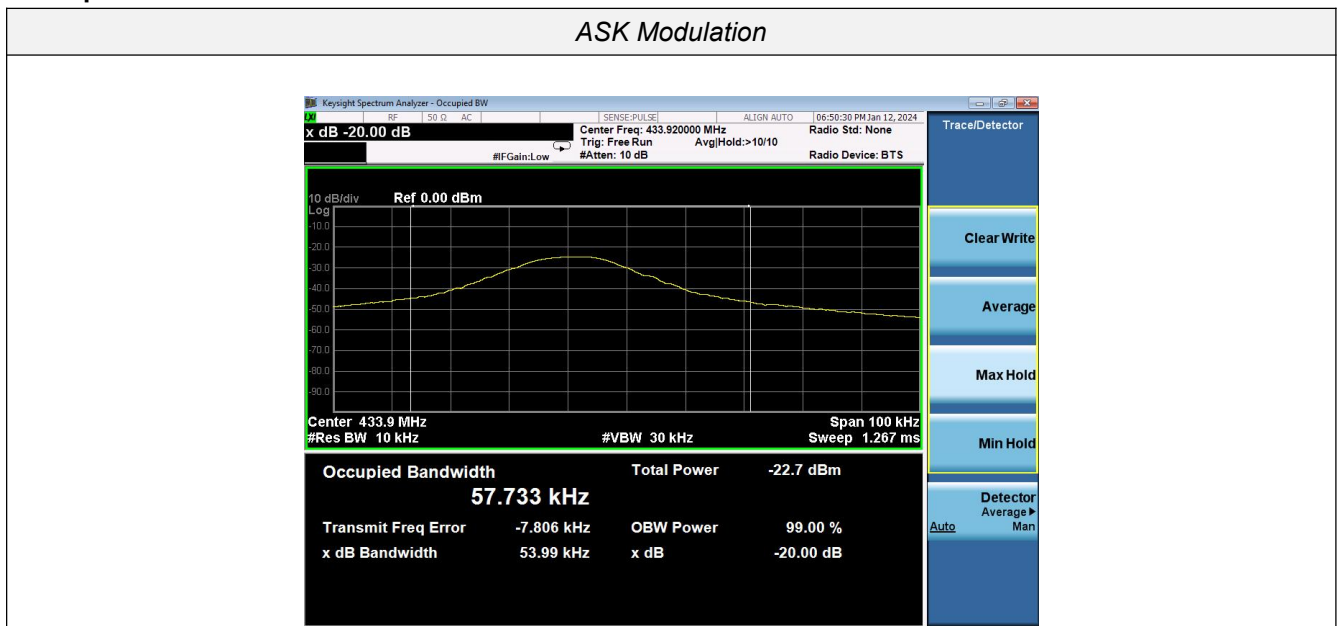 ASK Modulation
Keysight Spectrum Analyzer - Occupied BW
LXI RF 50 Ω AC SENSE:PULSE ALIGN AUTO 06:50:30 PM Jan 12, 2024
x dB -20.00 dB
Center Freq: 433.920000 MHz Radio Std: None
Trig: Free Run Avg|Hold:>10/10
#IFGain:Low #Atten: 10 dB Radio Device: BTS
Trace/Detector
10 dB/div Ref 0.00 dBm
Log
-10.0
-20.0
-30.0
-40.0
-50.0
-60.0
-70.0
-80.0
-90.0
Center 433.9 MHz Span 100 kHz
#Res BW 10 kHz #VBW 30 kHz Sweep 1.267 ms
Occupied Bandwidth Total Power -22.7 dBm
57.733 kHz
Transmit Freq Error -7.806 kHz OBW Power 99.00 %
x dB Bandwidth 53.99 kHz x dB -20.00 dB
Clear Write
Average
Max Hold
Min Hold
Detector
Average▶
Auto Man